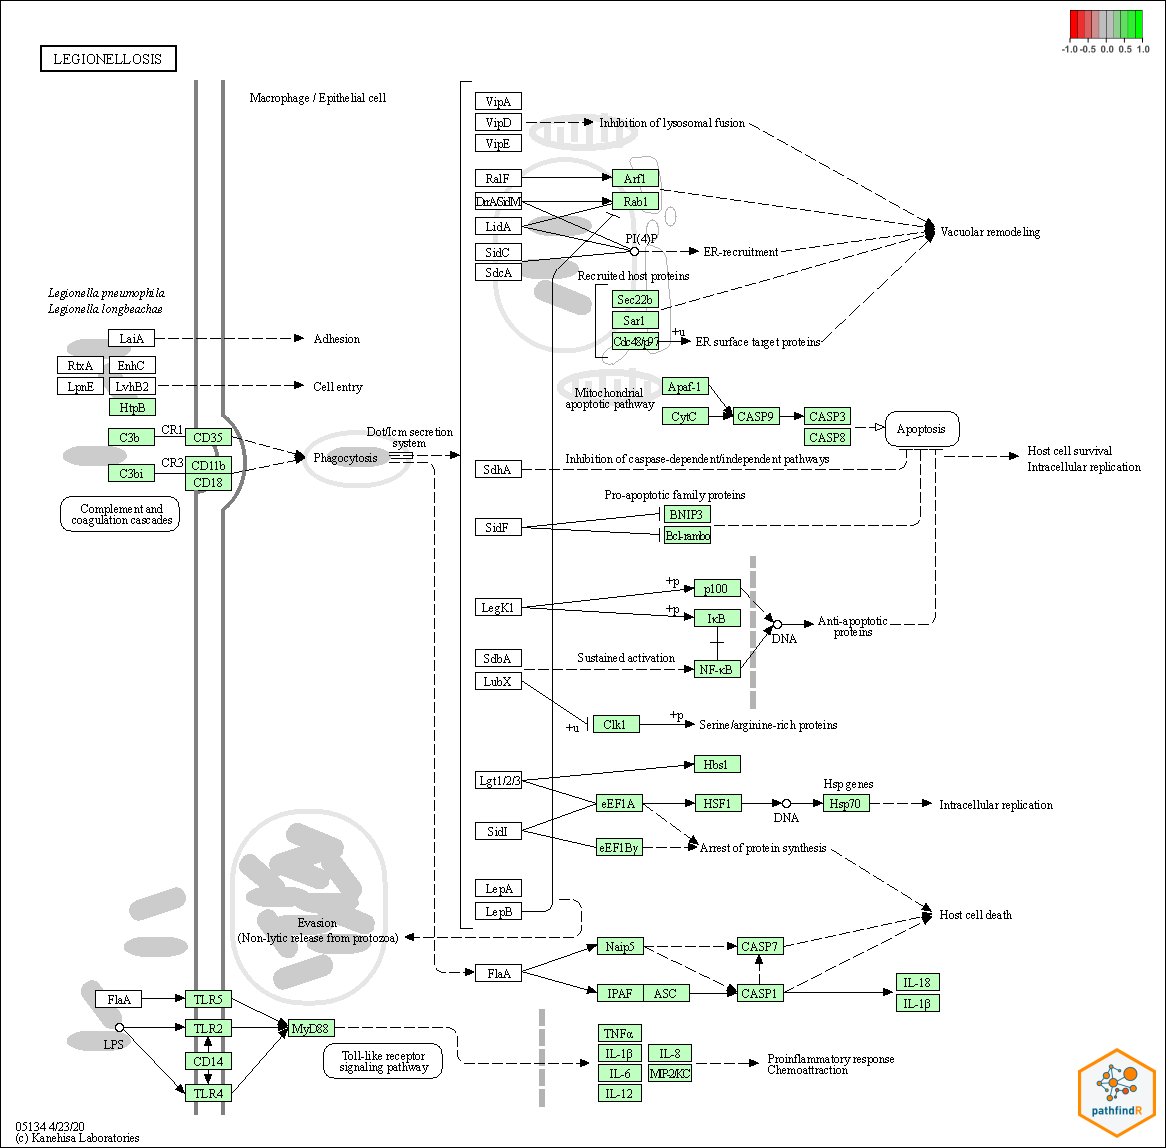 -1.0 -0.5 0.0 0.5 1.0
LEGIONELLOSIS
Macrophage / Epithelial cell
VipA
VipD
Inhibition of lysosomal fusion
VipE
RalF
Arf1
DrrA/SidM
Rab1
LidA
PI(4)P
Vacuolar remodeling
SidC
ER-recruitment
SdcA
Recruited host proteins
Sec22b
Sar1
Cdc48/p97
+u
ER surface target proteins
Legionella pneumophila
Legionella longbeachae
LaiA
Adhesion
RtxA
EnhC
LpnE
LvhB2
Cell entry
HtpB
C3b
CR1
CD35
C3bi
CR3
CD11b
CD18
Phagocytosis
Dot/Icm secretion
system
Complement and
coagulation cascades
Mitochondrial
apoptotic pathway
Apaf-1
CytC
CASP9
CASP3
CASP8
Apoptosis
SdhA
Inhibition of caspase-dependent/independent pathways
Host cell survival
Intracellular replication
Pro-apoptotic family proteins
SidF
BNIP3
Bcl-rambo
LegK1
+p
p100
+p
IκB
DNA
Anti-apoptotic
proteins
SdbA
Sustained activation
NF-κB
LubX
+u
Clk1
+p
Serine/arginine-rich proteins
Lgt1/2/3
Hbs1
Hsp genes
eEF1A
HSF1
DNA
Hsp70
Intracellular replication
SidI
eEF1By
Arrest of protein synthesis
LepA
LepB
Host cell death
Evasion
(Non-lytic release from protozoa)
Naip5
CASP7
FlaA
IPAF
ASC
CASP1
IL-18
IL-1β
FlaA
TLR5
TLR2
MyD88
LPS
CD14
TLR4
Toll-like receptor
signaling pathway
TNFα
IL-1β
IL-8
IL-6
MIP-2/KC
IL-12
Proinflammatory response
Chemoattraction
05134 4/23/20
(c) Kanehisa Laboratories
pathfindR